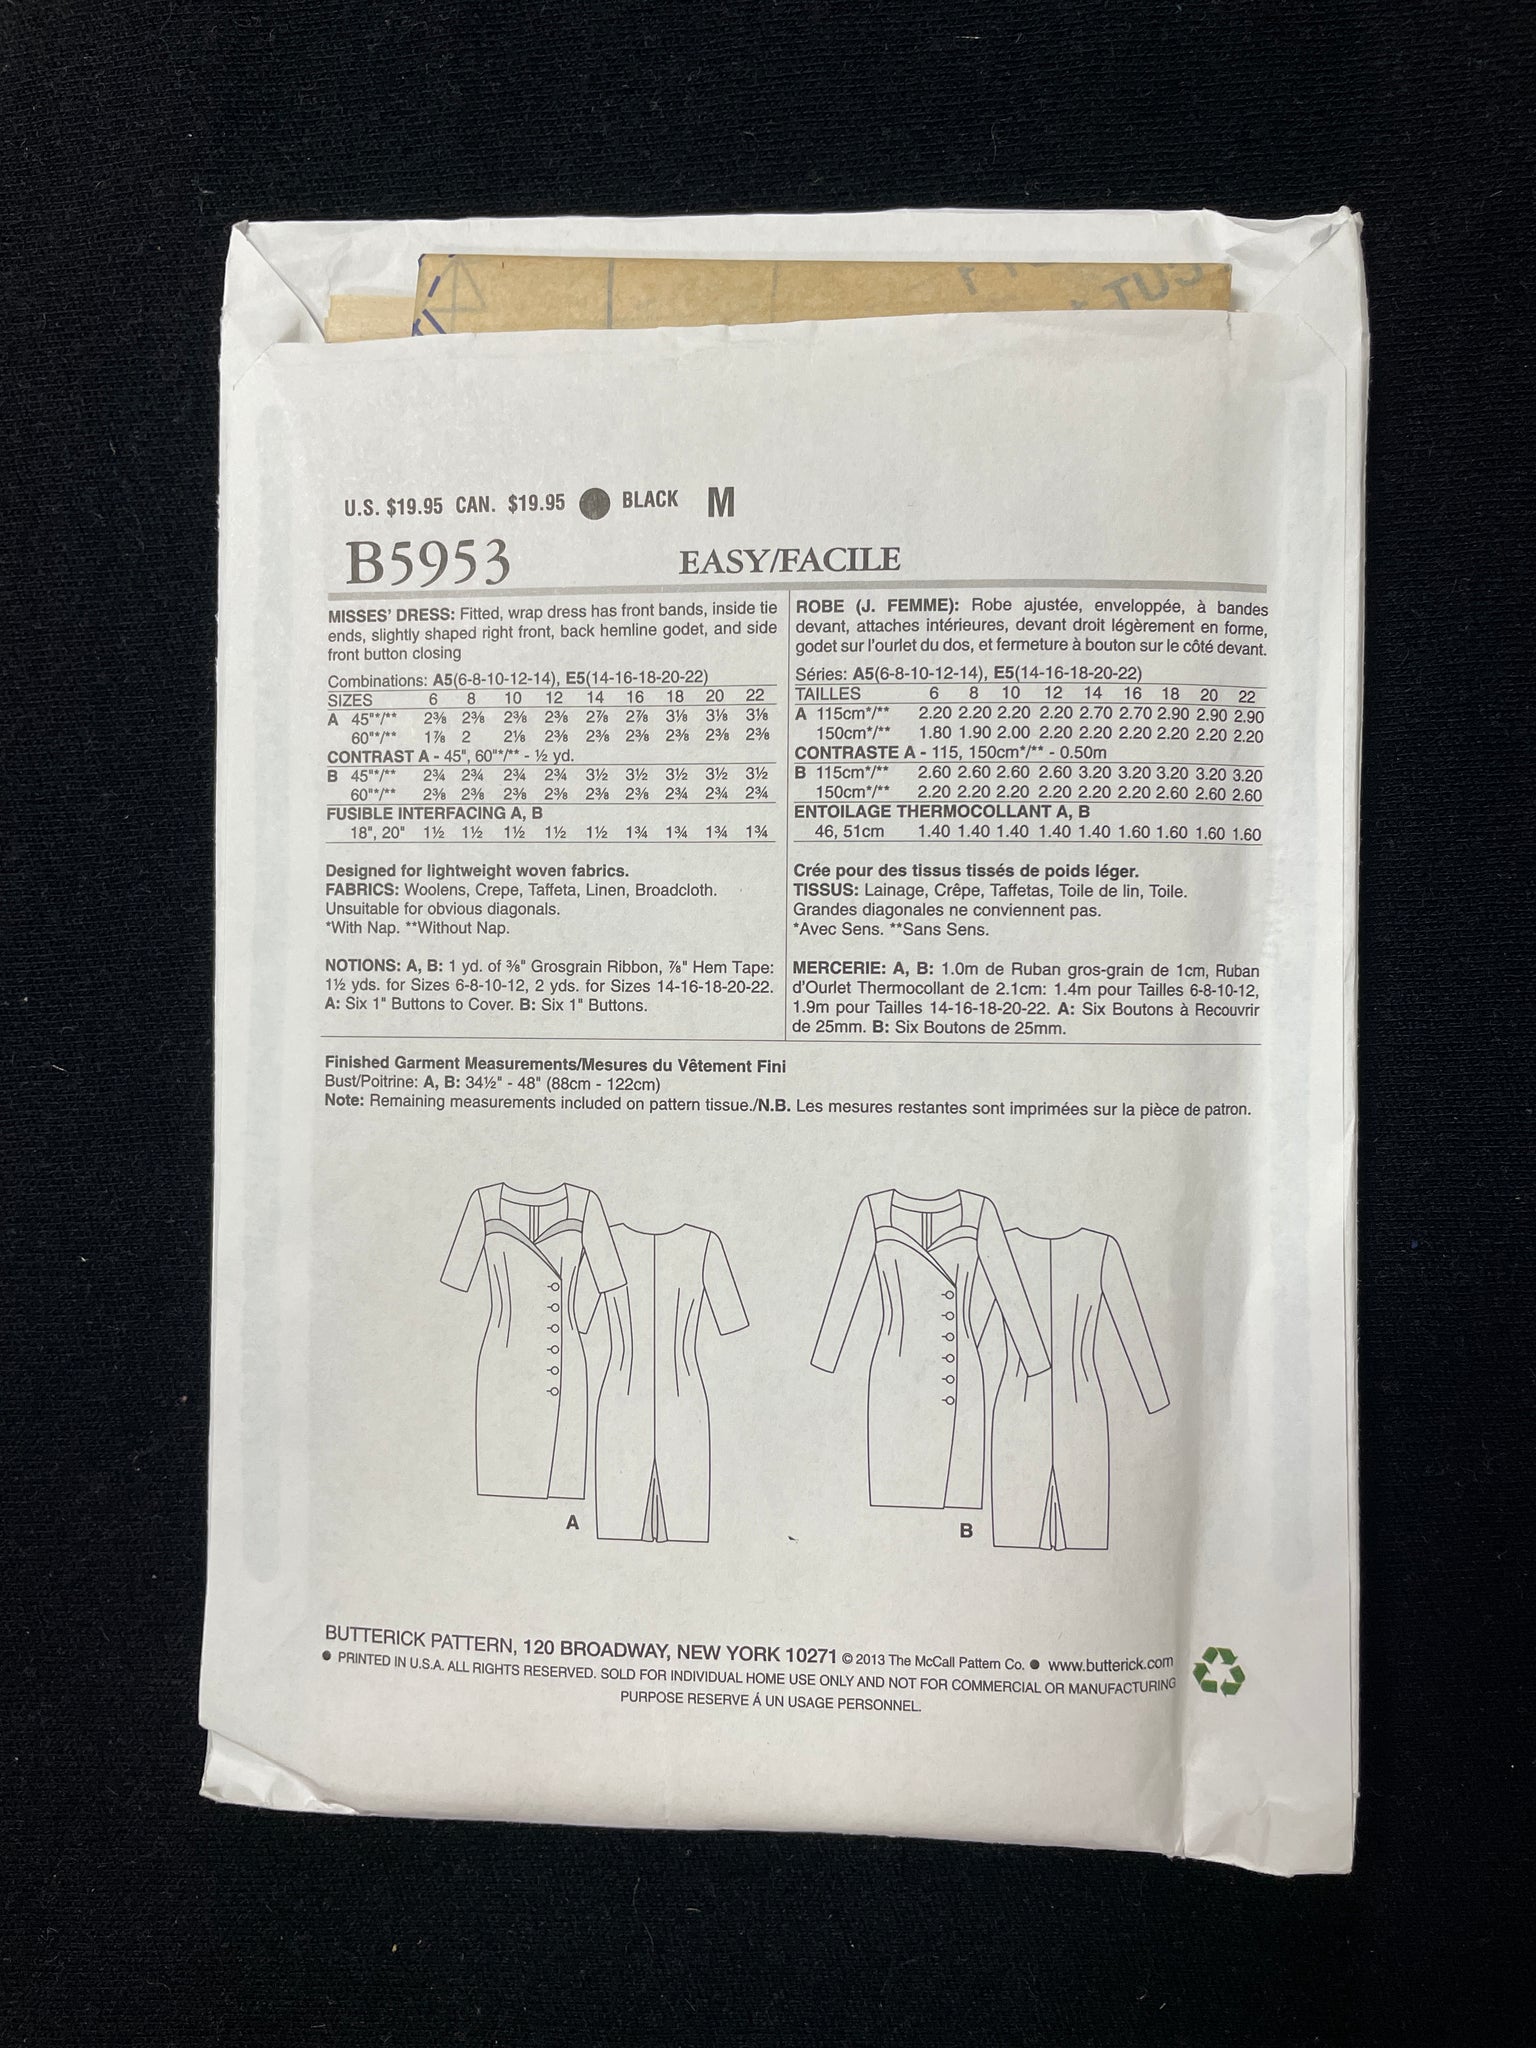 CUT 1
4
U.S. $19.95 CAN. $19.95 BLACK M
B5953 EASY/FACILE
MISSES' DRESS: Fitted, wrap dress has front bands, inside tie
ends, slightly shaped right front, back hemline godet, and side
front button closing
Combinations: A5(6-8-10-12-14), E5(14-16-18-20-22)
SIZES 6 8 10 12 14 16 18 20 22
A 45"*/** 2⅜ 2⅜ 2⅜ 2⅜ 2⅞ 2⅞ 3⅛ 3⅛ 3⅛
60"*/** 1⅞ 2 2⅛ 2⅜ 2⅜ 2⅜ 2⅜ 2⅜ 2⅜
CONTRAST A - 45", 60"*/** - ½ yd.
B 45"*/** 2¾ 2¾ 2¾ 2¾ 3½ 3½ 3½ 3½ 3½
60"*/** 2⅜ 2⅜ 2⅜ 2⅜ 2⅜ 2⅜ 2¾ 2¾ 2¾
FUSIBLE INTERFACING A, B
18", 20" 1½ 1½ 1½ 1½ 1½ 1¾ 1¾ 1¾ 1¾
Designed for lightweight woven fabrics.
FABRICS: Woolens, Crepe, Taffeta, Linen, Broadcloth.
Unsuitable for obvious diagonals.
*With Nap. **Without Nap.
NOTIONS: A, B: 1 yd. of ⅜" Grosgrain Ribbon, ⅞" Hem Tape:
1½ yds. for Sizes 6-8-10-12, 2 yds. for Sizes 14-16-18-20-22.
A: Six 1" Buttons to Cover. B: Six 1" Buttons.
ROBE (J. FEMME): Robe ajustée, enveloppée, à bandes
devant, attaches intérieures, devant droit légèrement en forme,
godet sur l'ourlet du dos, et fermeture à bouton sur le côté devant.
Séries: A5(6-8-10-12-14), E5(14-16-18-20-22)
TAILLES 6 8 10 12 14 16 18 20 22
A 115cm*/** 2.20 2.20 2.20 2.20 2.70 2.70 2.90 2.90 2.90
150cm*/** 1.80 1.90 2.00 2.20 2.20 2.20 2.20 2.20 2.20
CONTRASTE A - 115, 150cm*/** - 0.50m
B 115cm*/** 2.60 2.60 2.60 2.60 3.20 3.20 3.20 3.20 3.20
150cm*/** 2.20 2.20 2.20 2.20 2.20 2.20 2.60 2.60 2.60
ENTOILAGE THERMOCOLLANT A, B
46, 51cm 1.40 1.40 1.40 1.40 1.40 1.60 1.60 1.60 1.60
Crée pour des tissus tissés de poids léger.
TISSUS: Lainage, Crêpe, Taffetas, Toile de lin, Toile.
Grandes diagonales ne conviennent pas.
*Avec Sens. **Sans Sens.
MERCERIE: A, B: 1.0m de Ruban gros-grain de 1cm, Ruban
d'Ourlet Thermocollant de 2.1cm: 1.4m pour Tailles 6-8-10-12,
1.9m pour Tailles 14-16-18-20-22. A: Six Boutons à Recouvrir
de 25mm. B: Six Boutons de 25mm.
Finished Garment Measurements/Mesures du Vêtement Fini
Bust/Poitrine: A, B: 34½" - 48" (88cm - 122cm)
Note: Remaining measurements included on pattern tissue./N.B. Les mesures restantes sont imprimées sur la pièce de patron.
A
B
BUTTERICK PATTERN, 120 BROADWAY, NEW YORK 10271 © 2013 The McCall Pattern Co. ● www.butterick.com
● PRINTED IN U.S.A. ALL RIGHTS RESERVED. SOLD FOR INDIVIDUAL HOME USE ONLY AND NOT FOR COMMERCIAL OR MANUFACTURING
PURPOSE RESERVE Á UN USAGE PERSONNEL.